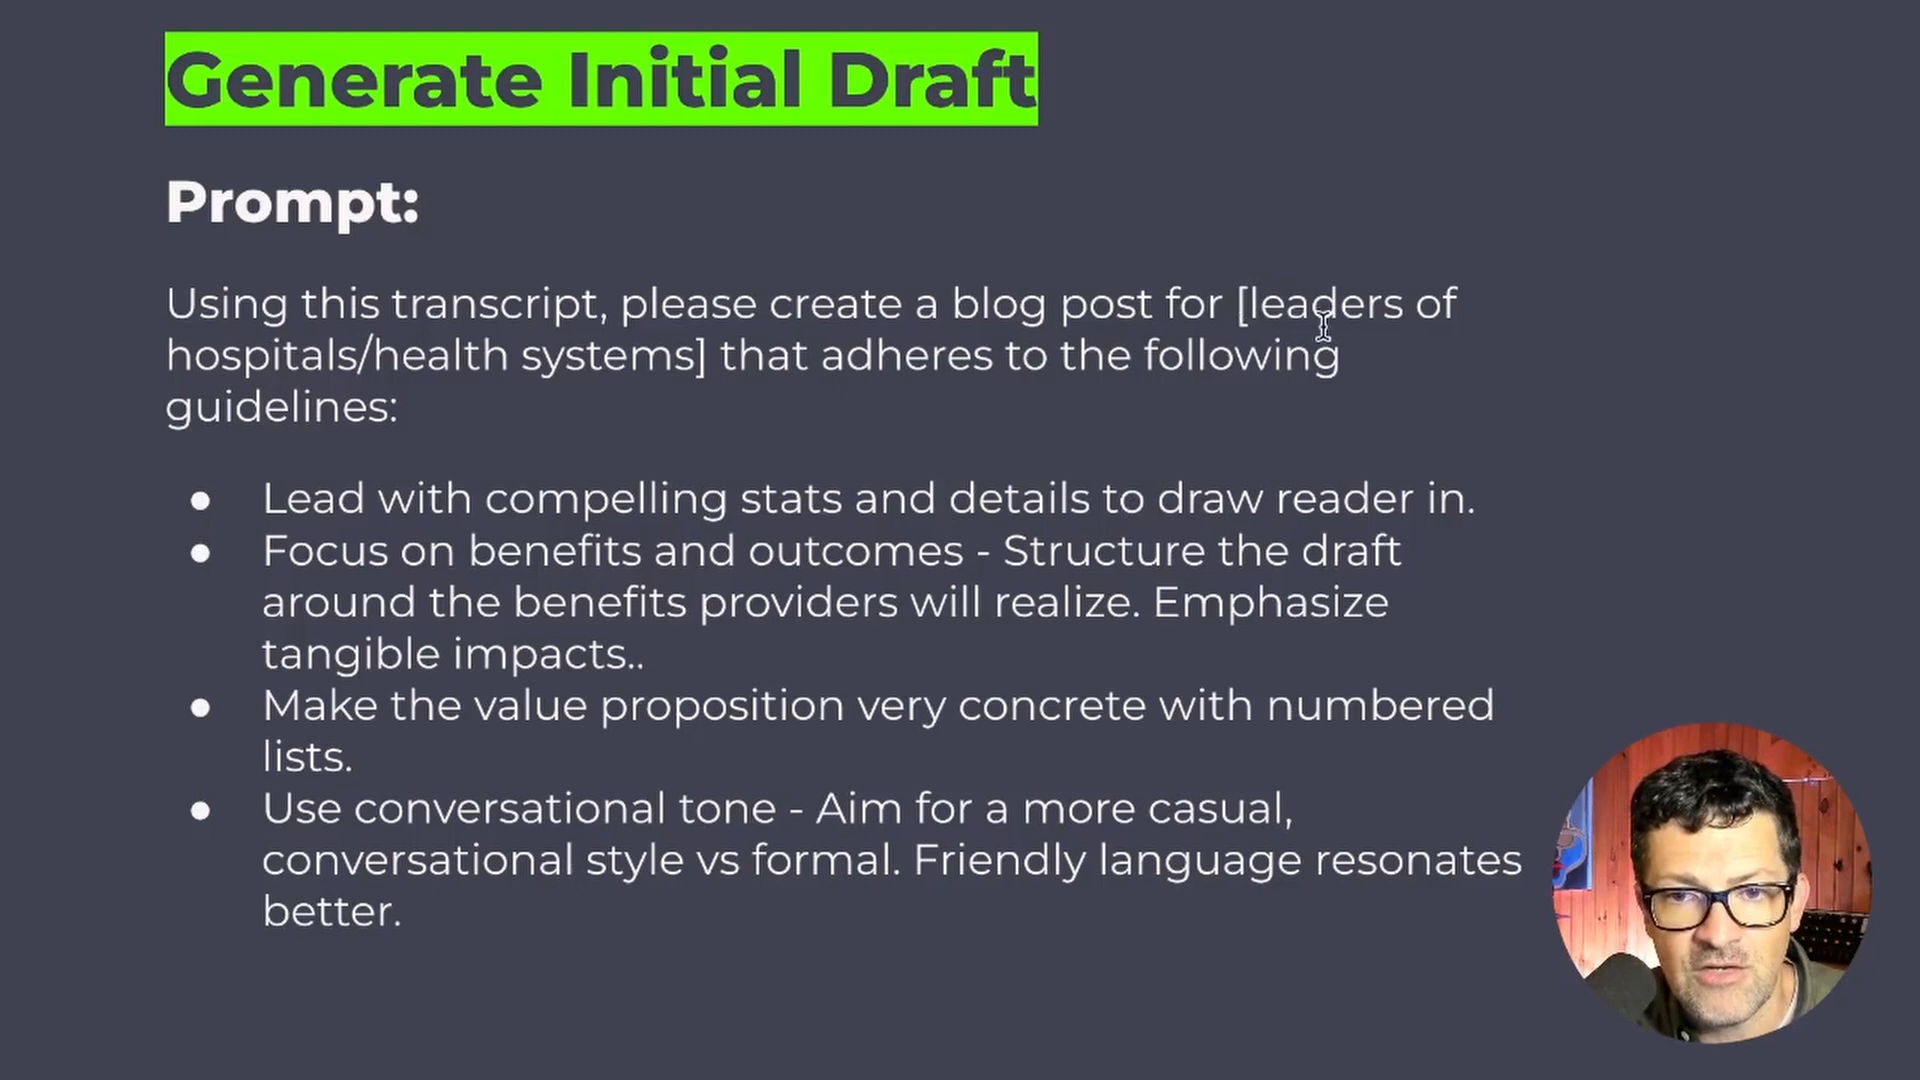 Generate Initial Draft
Prompt:
Using this transcript, please create a blog post for [leaders of
hospitals/health systems] that adheres to the following
guidelines:
● Lead with compelling stats and details to draw reader in.
● Focus on benefits and outcomes - Structure the draft
around the benefits providers will realize. Emphasize
tangible impacts..
● Make the value proposition very concrete with numbered
lists.
● Use conversational tone - Aim for a more casual,
conversational style vs formal. Friendly language resonates
better.